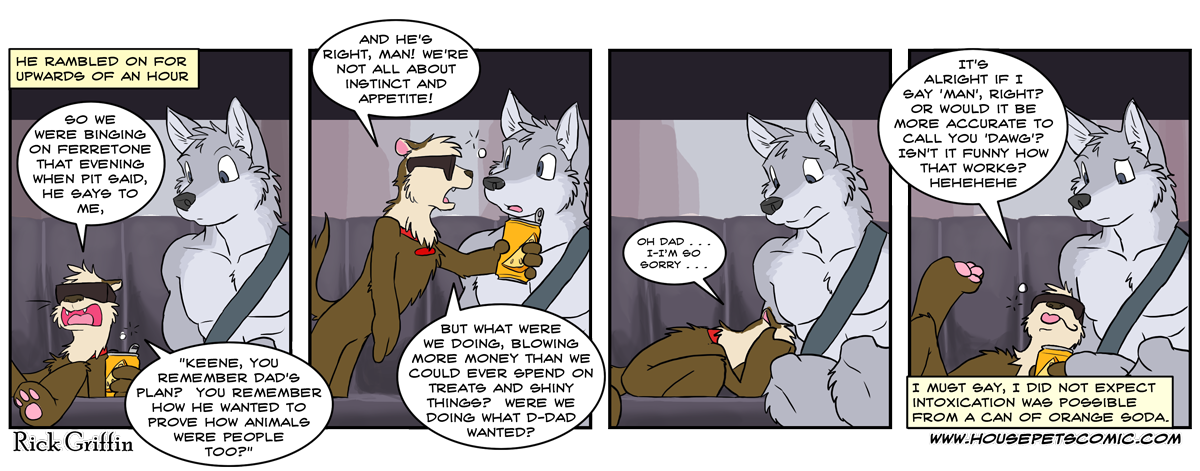 HE RAMBLED ON FOR
UPWARDS OF AN HOUR
SO WE
WERE BINGING
ON FERRETONE
THAT EVENING
WHEN PIT SAID,
HE SAYS TO
ME,
"KEENE, YOU
REMEMBER DAD'S
PLAN? YOU REMEMBER
HOW HE WANTED TO
PROVE HOW ANIMALS
WERE PEOPLE
TOO?"
AND HE'S
RIGHT, MAN! WE'RE
NOT ALL ABOUT
INSTINCT AND
APPETITE!
BUT WHAT WERE
WE DOING, BLOWING
MORE MONEY THAN WE
COULD EVER SPEND ON
TREATS AND SHINY
THINGS? WERE WE
DOING WHAT D-DAD
WANTED?
OH DAD . . .
I-I'M SO
SORRY . . .
IT'S
ALRIGHT IF I
SAY 'MAN', RIGHT?
OR WOULD IT BE
MORE ACCURATE TO
CALL YOU 'DAWG'?
ISN'T IT FUNNY HOW
THAT WORKS?
HEHEHEHE
I MUST SAY, I DID NOT EXPECT
INTOXICATION WAS POSSIBLE
FROM A CAN OF ORANGE SODA.
Rick Griffin
WWW.HOUSEPETSCOMIC.COM